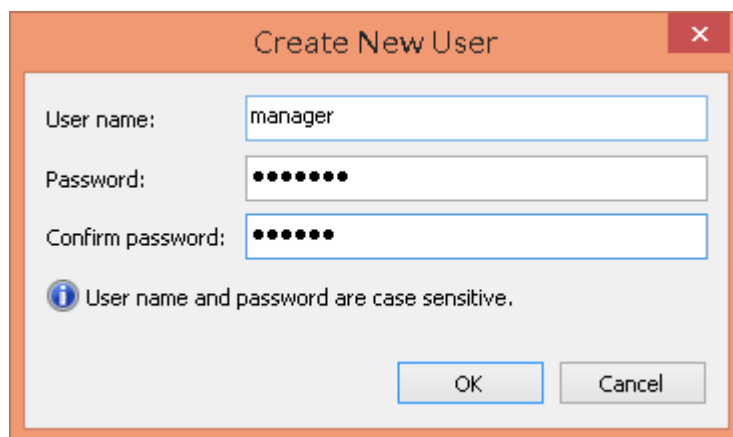 Create New User
User name: manager
Password: •••••••
Confirm password: ••••••
User name and password are case sensitive.
OK Cancel